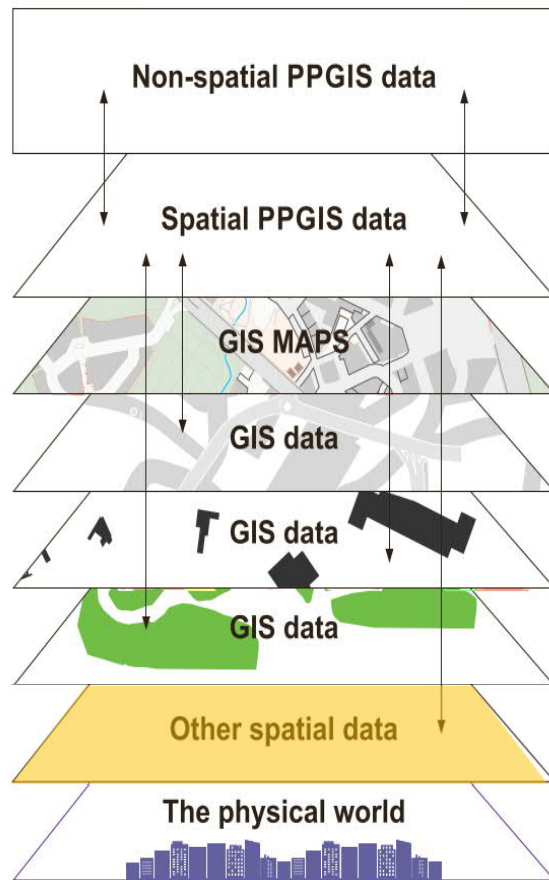 Non-spatial PPGIS data
Spatial PPGIS data
GIS MAPS
GIS data
GIS data
GIS data
Other spatial data
The physical world